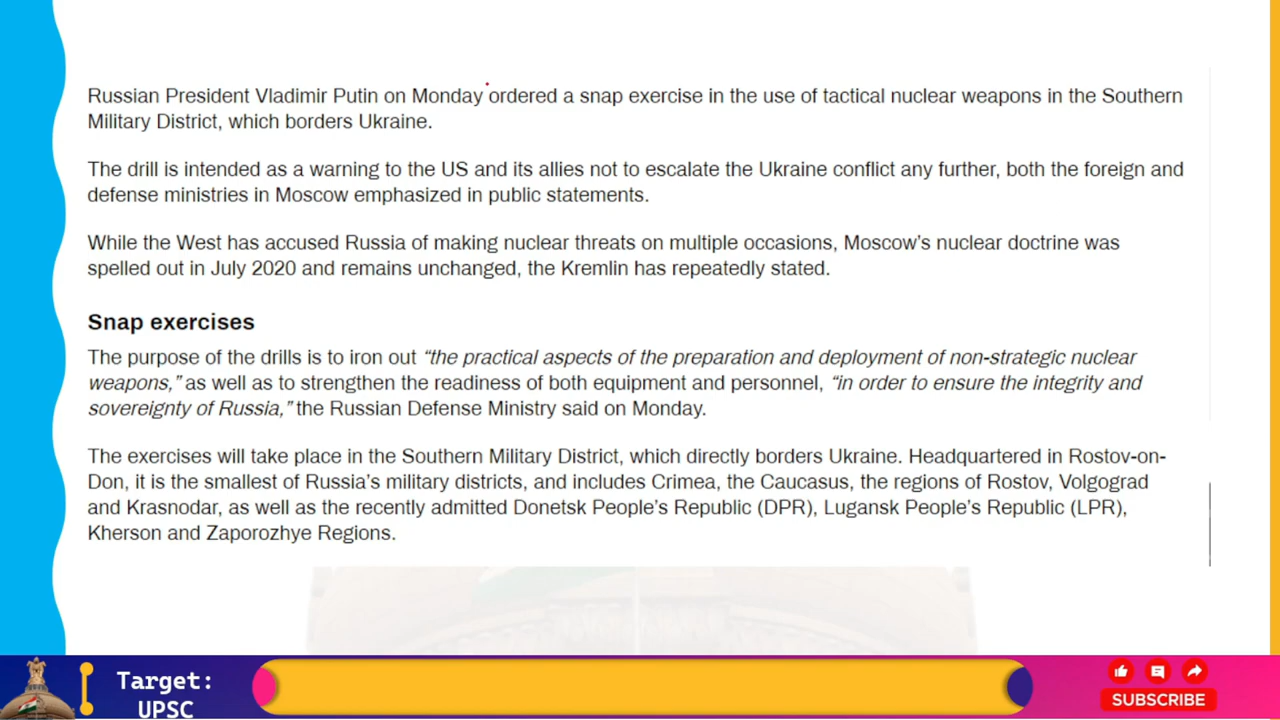 Russian President Vladimir Putin on Monday ordered a snap exercise in the use of tactical nuclear weapons in the Southern
Military District, which borders Ukraine.
The drill is intended as a warning to the US and its allies not to escalate the Ukraine conflict any further, both the foreign and
defense ministries in Moscow emphasized in public statements.
While the West has accused Russia of making nuclear threats on multiple occasions, Moscow’s nuclear doctrine was
spelled out in July 2020 and remains unchanged, the Kremlin has repeatedly stated.
Snap exercises
The purpose of the drills is to iron out “the practical aspects of the preparation and deployment of non-strategic nuclear
weapons,” as well as to strengthen the readiness of both equipment and personnel, “in order to ensure the integrity and
sovereignty of Russia,” the Russian Defense Ministry said on Monday.
The exercises will take place in the Southern Military District, which directly borders Ukraine. Headquartered in Rostov-on-
Don, it is the smallest of Russia’s military districts, and includes Crimea, the Caucasus, the regions of Rostov, Volgograd
and Krasnodar, as well as the recently admitted Donetsk People’s Republic (DPR), Lugansk People’s Republic (LPR),
Kherson and Zaporozhye Regions.
Target:
UPSC
SUBSCRIBE